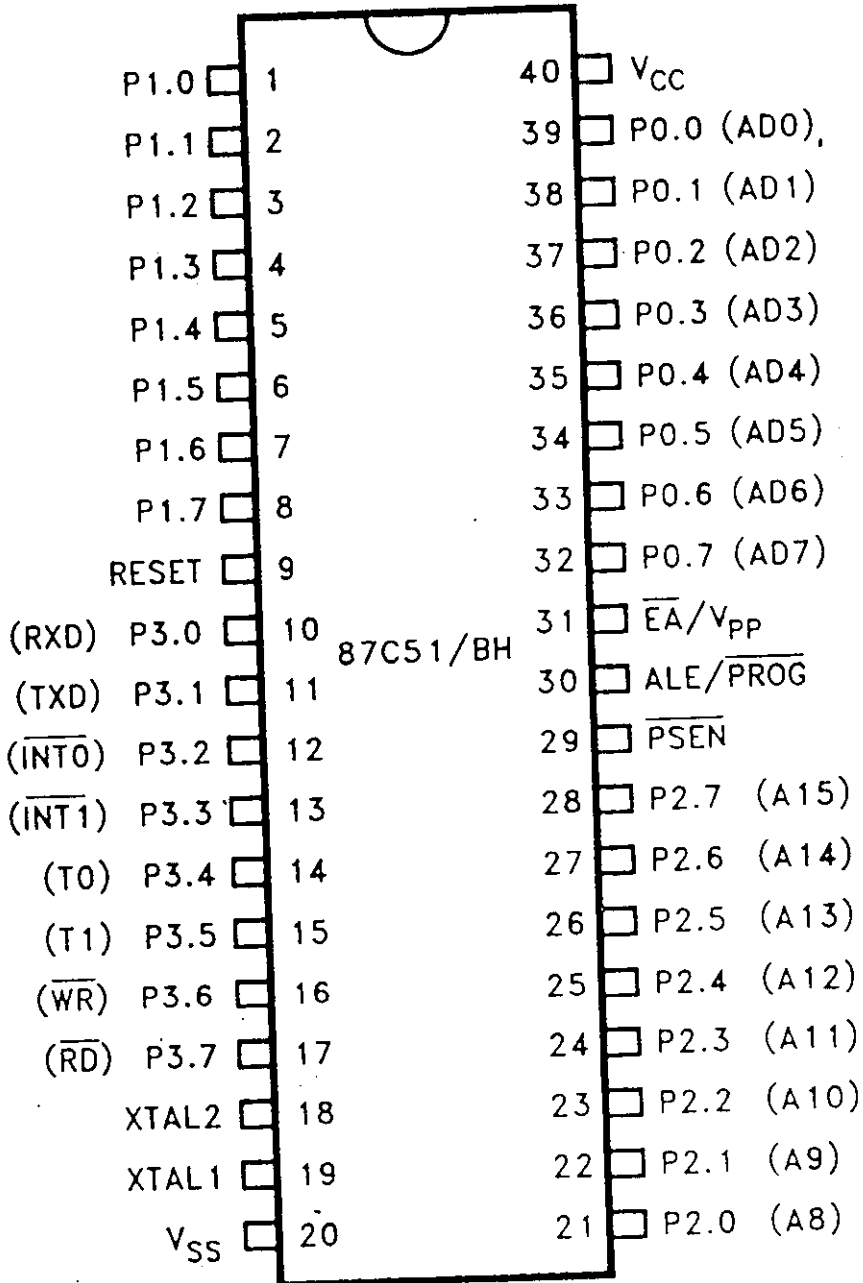 P1.0 1
P1.1 2
P1.2 3
P1.3 4
P1.4 5
P1.5 6
P1.6 7
P1.7 8
RESET 9
(RXD) P3.0 10
(TXD) P3.1 11
(I̅N̅T̅0̅) P3.2 12
(I̅N̅T̅1̅) P3.3 13
(T0) P3.4 14
(T1) P3.5 15
(W̅R̅) P3.6 16
(R̅D̅) P3.7 17
XTAL2 18
XTAL1 19
VSS 20
87C51/BH
40 VCC
39 P0.0 (AD0)
38 P0.1 (AD1)
37 P0.2 (AD2)
36 P0.3 (AD3)
35 P0.4 (AD4)
34 P0.5 (AD5)
33 P0.6 (AD6)
32 P0.7 (AD7)
31 E̅A̅/VPP
30 ALE/P̅R̅O̅G̅
29 P̅S̅E̅N̅
28 P2.7 (A15)
27 P2.6 (A14)
26 P2.5 (A13)
25 P2.4 (A12)
24 P2.3 (A11)
23 P2.2 (A10)
22 P2.1 (A9)
21 P2.0 (A8)